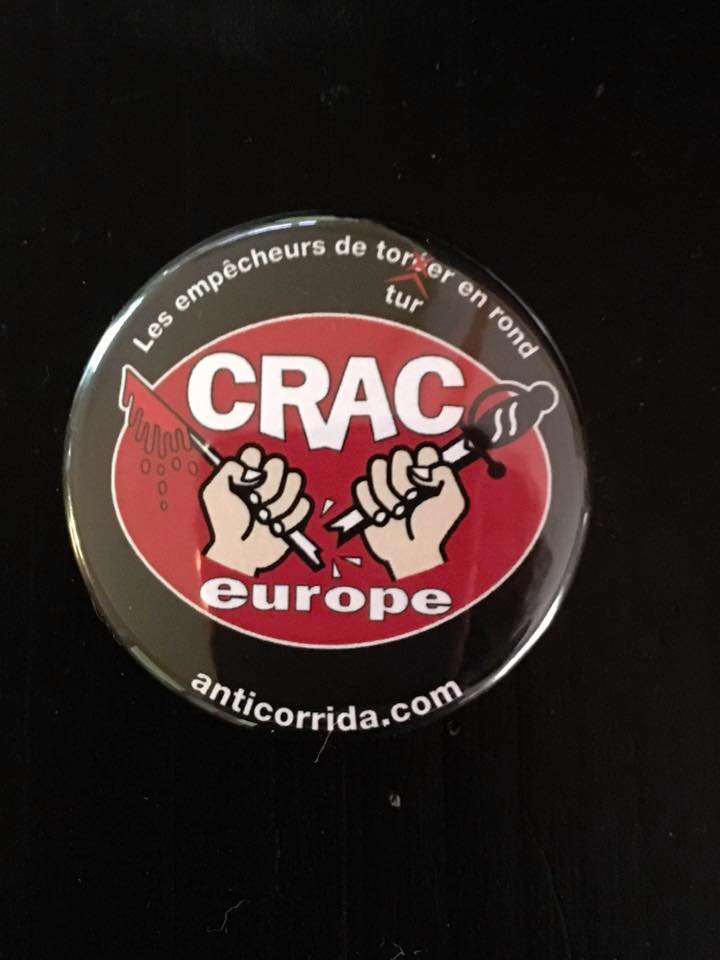 Les empêcheurs de toréer en rond
tur
CRAC
europe
anticorrida.com